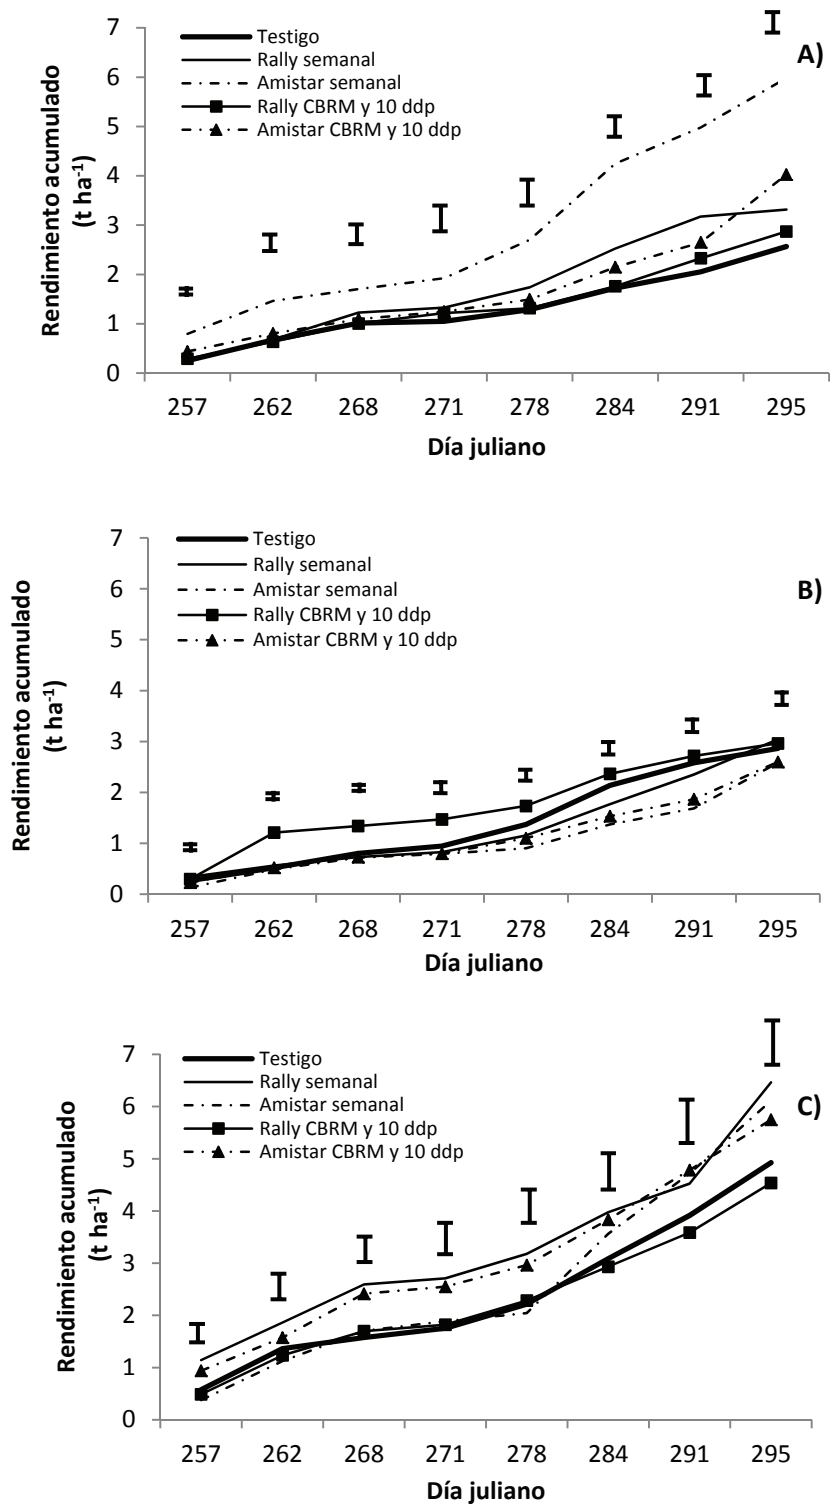 7
6
5
4
3
2
1
0
Rendimiento acumulado
(t ha-1)
Testigo
Rally semanal
Amistar semanal
Rally CBRM y 10 ddp
Amistar CBRM y 10 ddp
A)
257 262 268 271 278 284 291 295
Día juliano
7
6
5
4
3
2
1
0
Rendimiento acumulado
(t ha-1)
Testigo
Rally semanal
Amistar semanal
Rally CBRM y 10 ddp
Amistar CBRM y 10 ddp
B)
257 262 268 271 278 284 291 295
Día juliano
7
6
5
4
3
2
1
0
Rendimiento acumulado
(t ha-1)
Testigo
Rally semanal
Amistar semanal
Rally CBRM y 10 ddp
Amistar CBRM y 10 ddp
C)
257 262 268 271 278 284 291 295
Día juliano